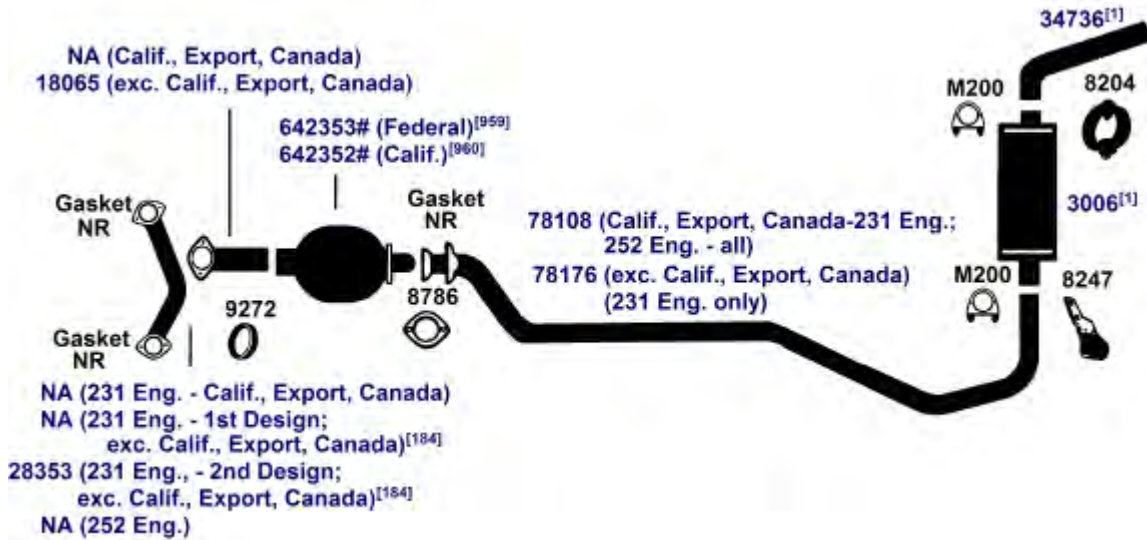 34736[1]
NA (Calif., Export, Canada)
18065 (exc. Calif., Export, Canada)
M200
8204
642353# (Federal)[959]
642352# (Calif.)[960]
Gasket
NR
Gasket
NR
3006[1]
78108 (Calif., Export, Canada-231 Eng.;
252 Eng. - all)
78176 (exc. Calif., Export, Canada)
(231 Eng. only)
M200
8247
9272
8786
Gasket
NR
NA (231 Eng. - Calif., Export, Canada)
NA (231 Eng. - 1st Design;
exc. Calif., Export, Canada)[184]
28353 (231 Eng., - 2nd Design;
exc. Calif., Export, Canada)[184]
NA (252 Eng.)